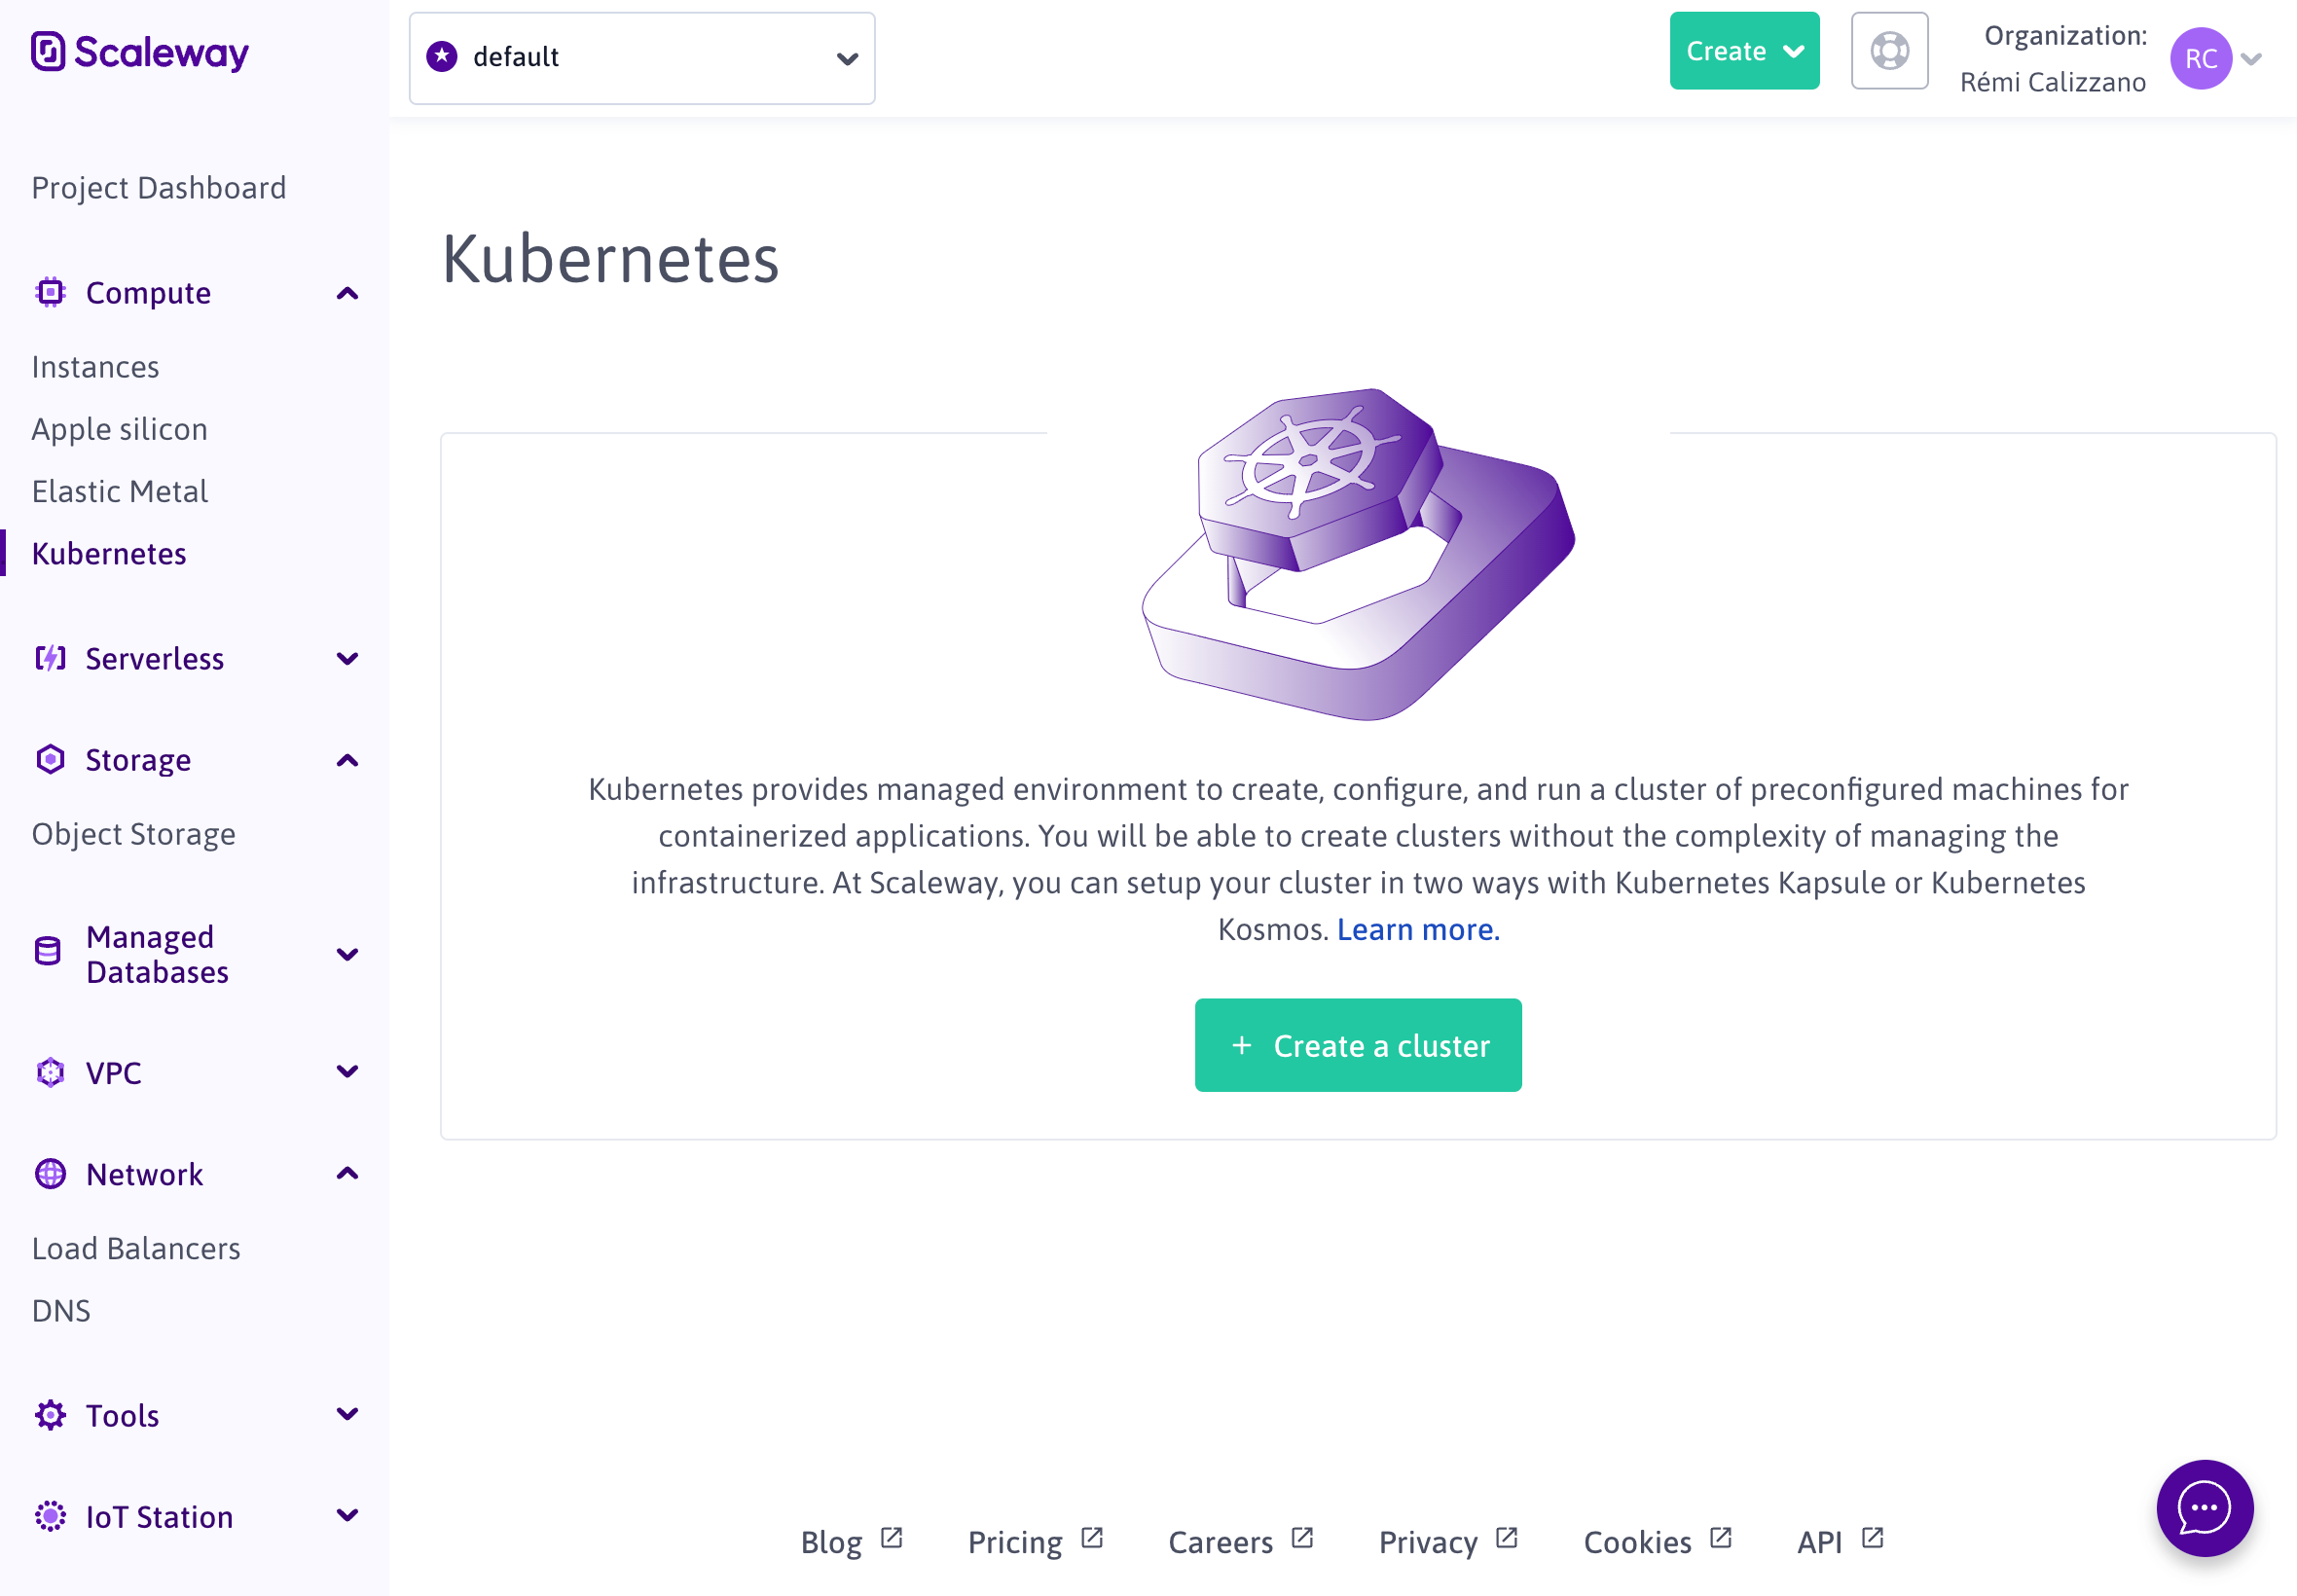 Scaleway
default
Create
Organization:
Rémi Calizzano
RC
Project Dashboard
Compute
Instances
Apple silicon
Elastic Metal
Kubernetes
Serverless
Storage
Object Storage
Managed
Databases
VPC
Network
Load Balancers
DNS
Tools
IoT Station
Kubernetes
Kubernetes provides managed environment to create, configure, and run a cluster of preconfigured machines for
containerized applications. You will be able to create clusters without the complexity of managing the
infrastructure. At Scaleway, you can setup your cluster in two ways with Kubernetes Kapsule or Kubernetes
Kosmos. Learn more.
+ Create a cluster
Blog
Pricing
Careers
Privacy
Cookies
API